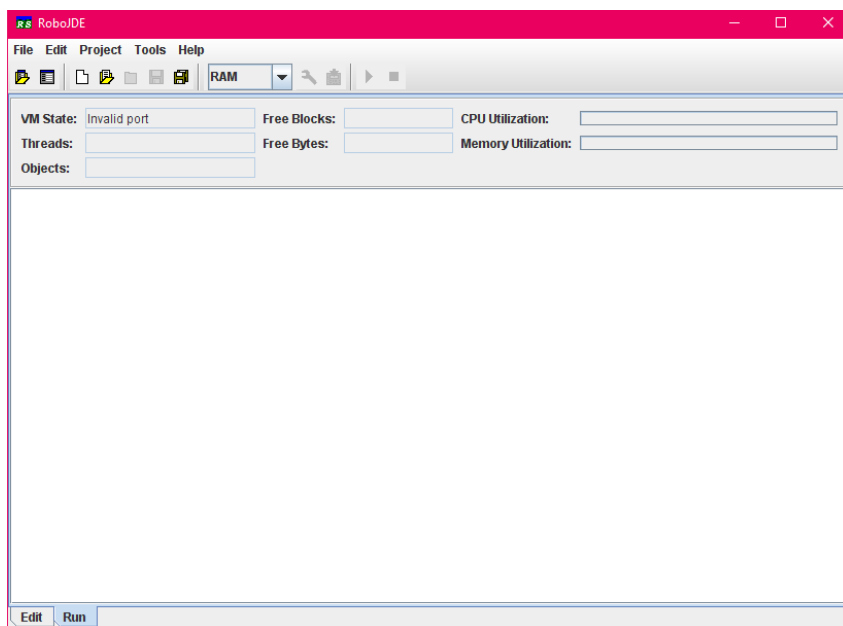 RS RoboJDE
File Edit Project Tools Help
RAM
VM State: Invalid port Free Blocks: CPU Utilization:
Threads: Free Bytes: Memory Utilization:
Objects:
Edit Run